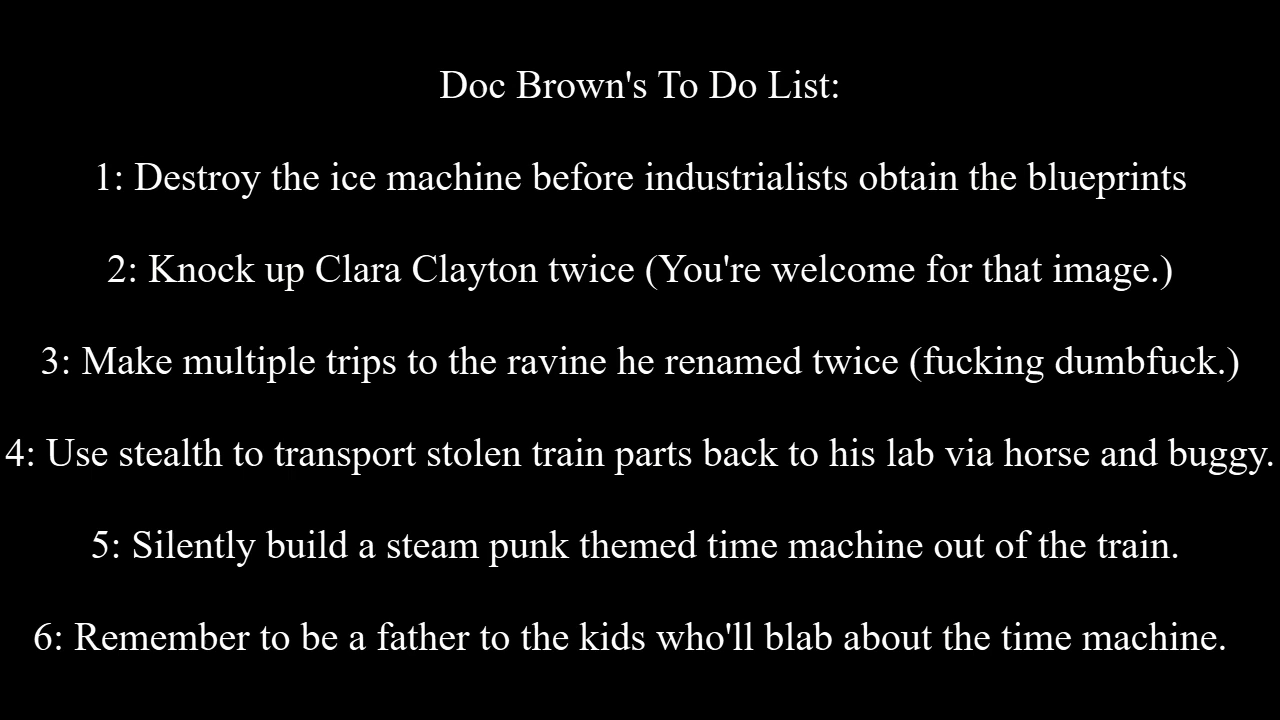 Doc Brown's To Do List:
1: Destroy the ice machine before industrialists obtain the blueprints
2: Knock up Clara Clayton twice (You're welcome for that image.)
3: Make multiple trips to the ravine he renamed twice (fucking dumbfuck.)
4: Use stealth to transport stolen train parts back to his lab via horse and buggy.
5: Silently build a steam punk themed time machine out of the train.
6: Remember to be a father to the kids who'll blab about the time machine.